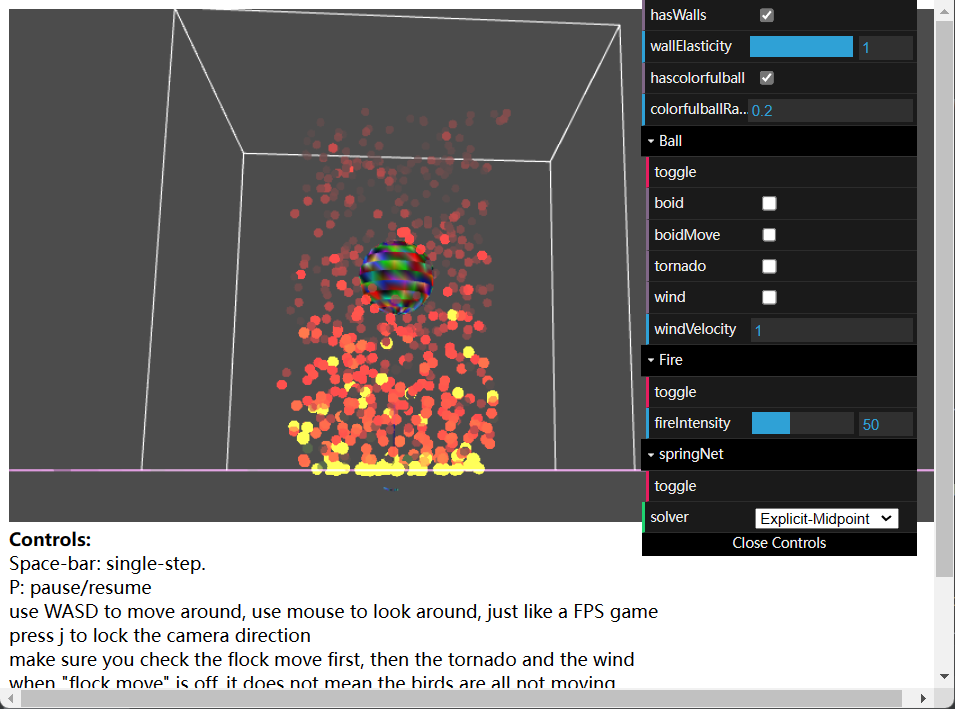 hasWalls
wallElasticity 1
hascolorfulball
colorfulballRa.. 0.2
Ball
toggle
boid
boidMove
tornado
wind
windVelocity 1
Fire
toggle
fireIntensity 50
springNet
toggle
solver Explicit-Midpoint
Close Controls
Controls:
Space-bar: single-step.
P: pause/resume
use WASD to move around, use mouse to look around, just like a FPS game
press j to lock the camera direction
make sure you check the flock move first, then the tornado and the wind
when "flock move" is off, it does not mean the birds are all not moving